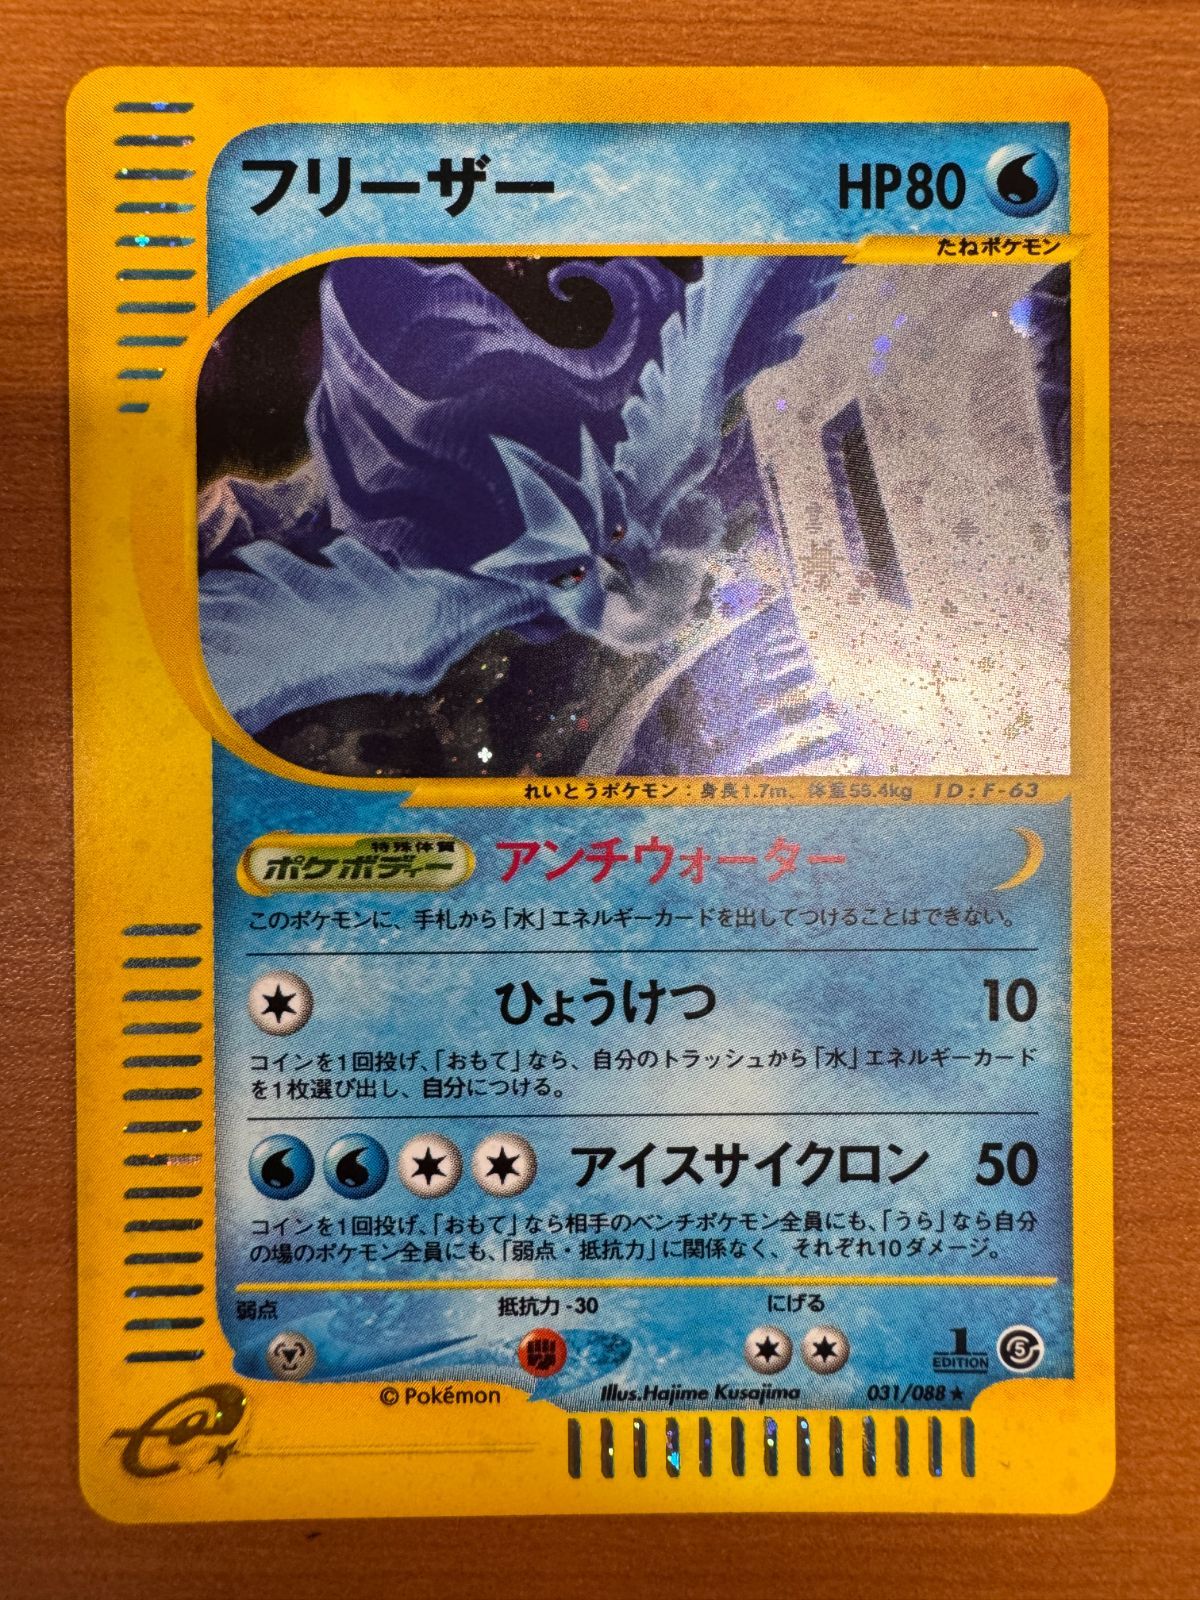 フリーザー HP80
たねポケモン
れいとうポケモン：身長1.7m、体重55.4kg ID:F-63
特殊体質
ポケボディー アンチウォーター
このポケモンに、手札から「水」エネルギーカードを出してつけることはできない。
ひょうけつ 10
コインを1回投げ、「おもて」なら、自分のトラッシュから「水」エネルギーカード
を1枚選び出し、自分につける。
アイスサイクロン 50
コインを1回投げ、「おもて」なら相手のベンチポケモン全員にも、「うら」なら自分
の場のポケモン全員にも、「弱点・抵抗力」に関係なく、それぞれ10ダメージ。
弱点 抵抗力 -30 にげる
1
EDITION 5
© Pokémon Illus.Hajime Kusajima 031/088★
e